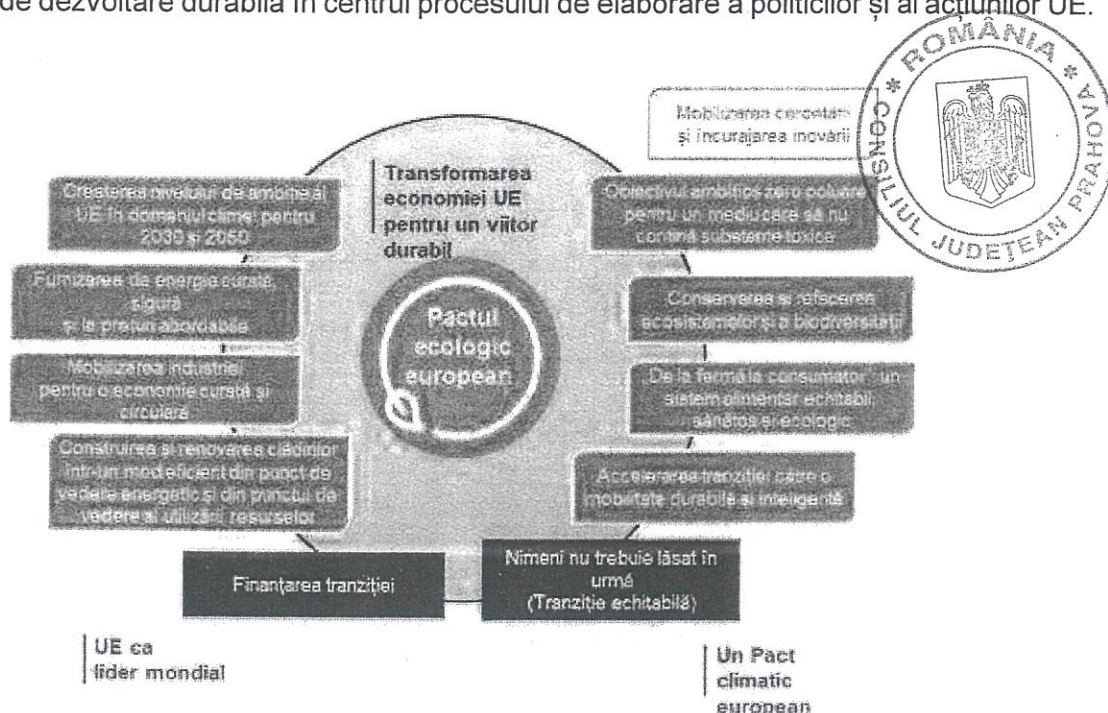 de dezvoltare durabilă în centrul procesului de elaborare a politicilor și al acțiunilor UE.
* ROMÂNIA *
CONSILIUL JUDEȚEAN PRAHOVA
Mobilizarea cercetării
și încurajarea inovării
Transformarea
economiei UE
pentru un viitor
durabil
Creșterea nivelului de ambiție al
UE în domeniul climei pentru
2030 și 2050
Obiectivul ambițios zero poluare
pentru un mediu care să nu
conțină substanțe toxice
Furnizarea de energie curată,
sigură
și la prețuri abordabile
Conservarea și refacerea
ecosistemelor și a biodiversității
Pactul
ecologic
european
Mobilizarea industriei
pentru o economie curată și
circulară
„De la fermă la consumator” un
sistem alimentar echitabil,
sănătos și ecologic
Construirea și renovarea clădirilor
într-un mod eficient din punct de
vedere energetic și din punctul de
vedere al utilizării resurselor
Accelerarea tranziției către o
mobilitate durabilă și inteligentă
Finanțarea tranziției
Nimeni nu trebuie lăsat în
urmă
(Tranziție echitabilă)
UE ca
lider mondial
Un Pact
climatic
european